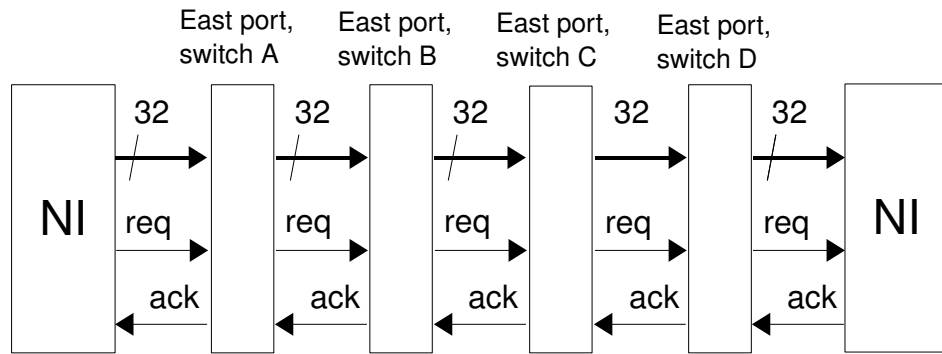 East port,
switch A
East port,
switch B
East port,
switch C
East port,
switch D
32
32
32
32
32
NI
req
req
req
req
req
NI
ack
ack
ack
ack
ack